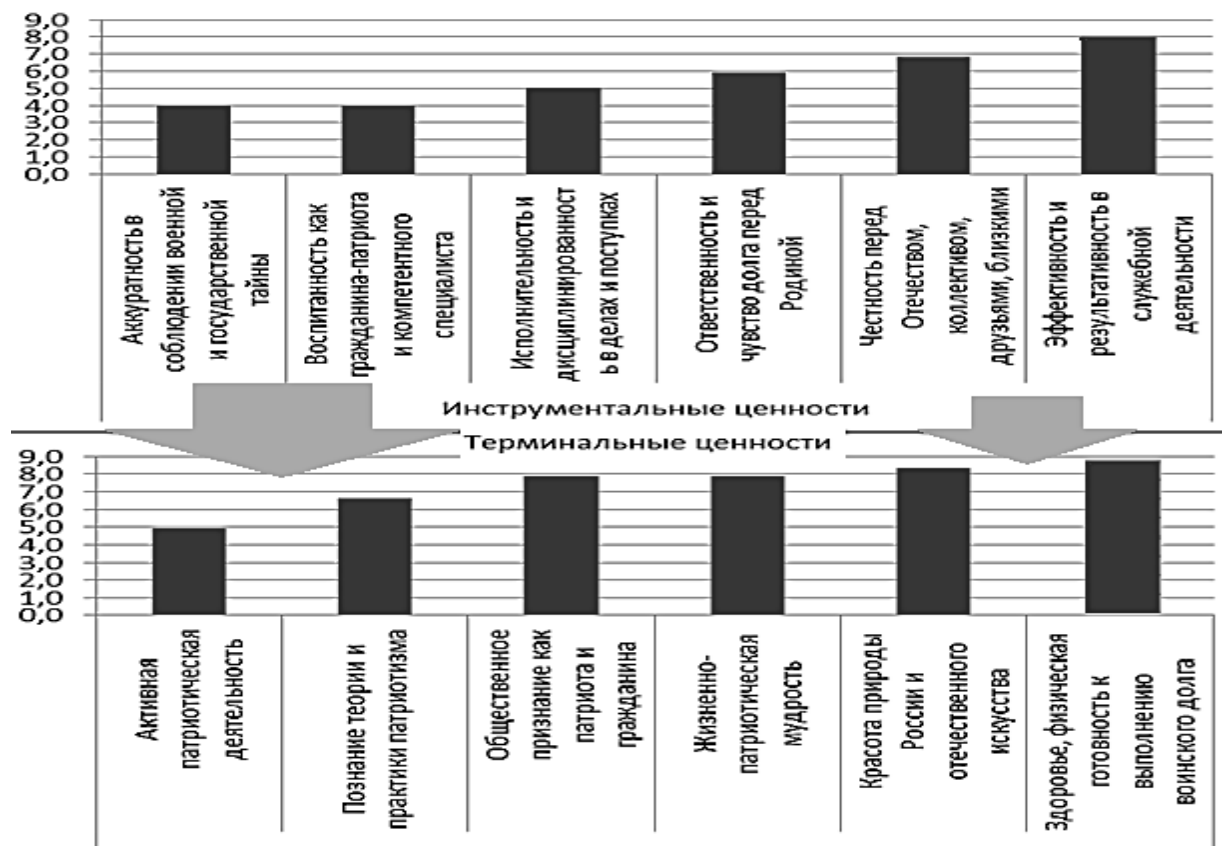 9,0
8,0
7,0
6,0
5,0
4,0
3,0
2,0
1,0
0,0
Аккуратность в
соблюдении военной
и государственной
тайны
Воспитанность как
гражданина-патриота
и компетентного
специалиста
Исполнительность и
дисциплинированност
ь в делах и поступках
Ответственность и
чувство долга перед
Родиной
Честность перед
Отечеством,
коллективом,
друзьями, близкими
Эффективность и
результативность в
служебной
деятельности
Инструментальные ценности
Терминальные ценности
9,0
8,0
7,0
6,0
5,0
4,0
3,0
2,0
1,0
0,0
Активная
патриотическая
деятельность
Познание теории и
практики патриотизма
Общественное
признание как
патриота и
гражданина
Жизненно-
патриотическая
мудрость
Красота природы
России и
отечественного
искусства
Здоровье, физическая
готовность к
выполнению
воинского долга